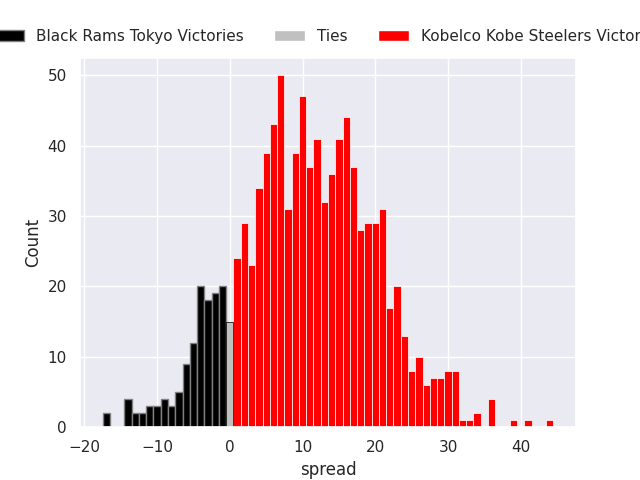 Black Rams Tokyo Victories Ties Kobelco Kobe Steelers Victor
50
40
30
20
10
0
Count
−20 −10 0 10 20 30 40
spread